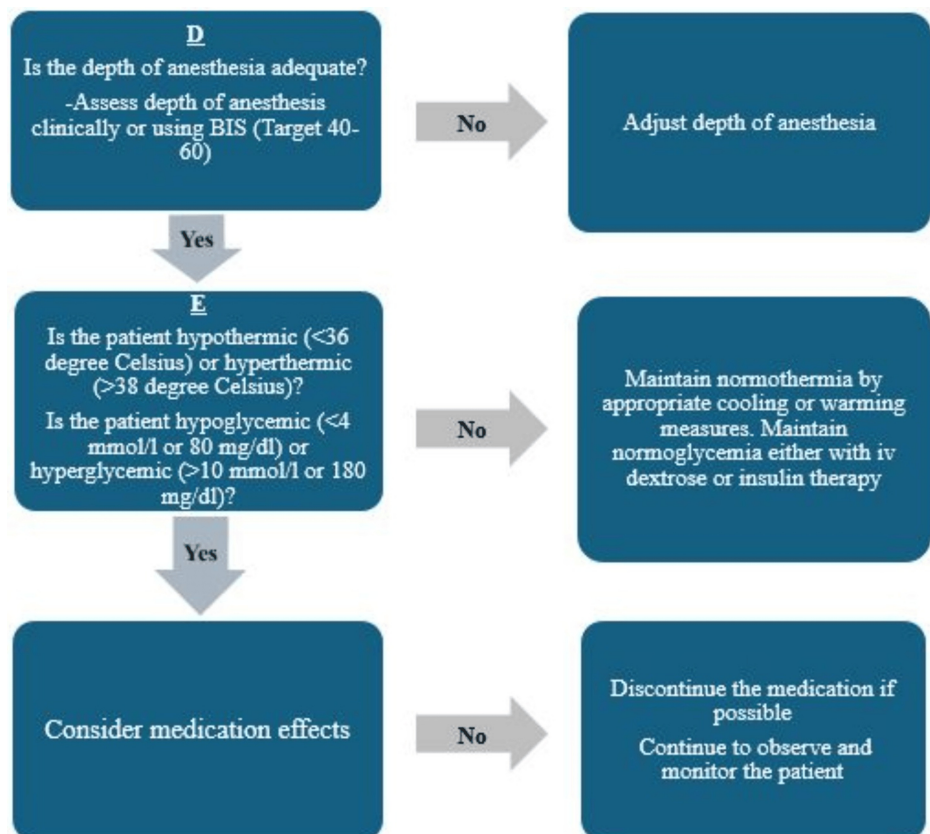 D
Is the depth of anesthesia adequate?
-Assess depth of anesthesis
clinically or using BIS (Target 40-
60)
No
Adjust depth of anesthesia
Yes
E
Is the patient hypothermic (<36
degree Celsius) or hyperthermic
(>38 degree Celsius)?
Is the patient hypoglycemic (<4
mmol/l or 80 mg/dl) or
hyperglycemic (>10 mmol/l or 180
mg/dl)?
No
Maintain normothermia by
appropriate cooling or warming
measures. Maintain
normoglycemia either with iv
dextrose or insulin therapy
Yes
Consider medication effects
No
Discontinue the medication if
possible
Continue to observe and
monitor the patient